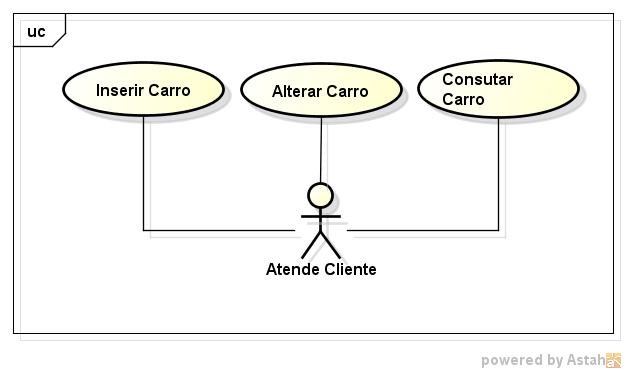 uc
Inserir Carro
Alterar Carro
Consutar
Carro
Atende Cliente
powered by Astah